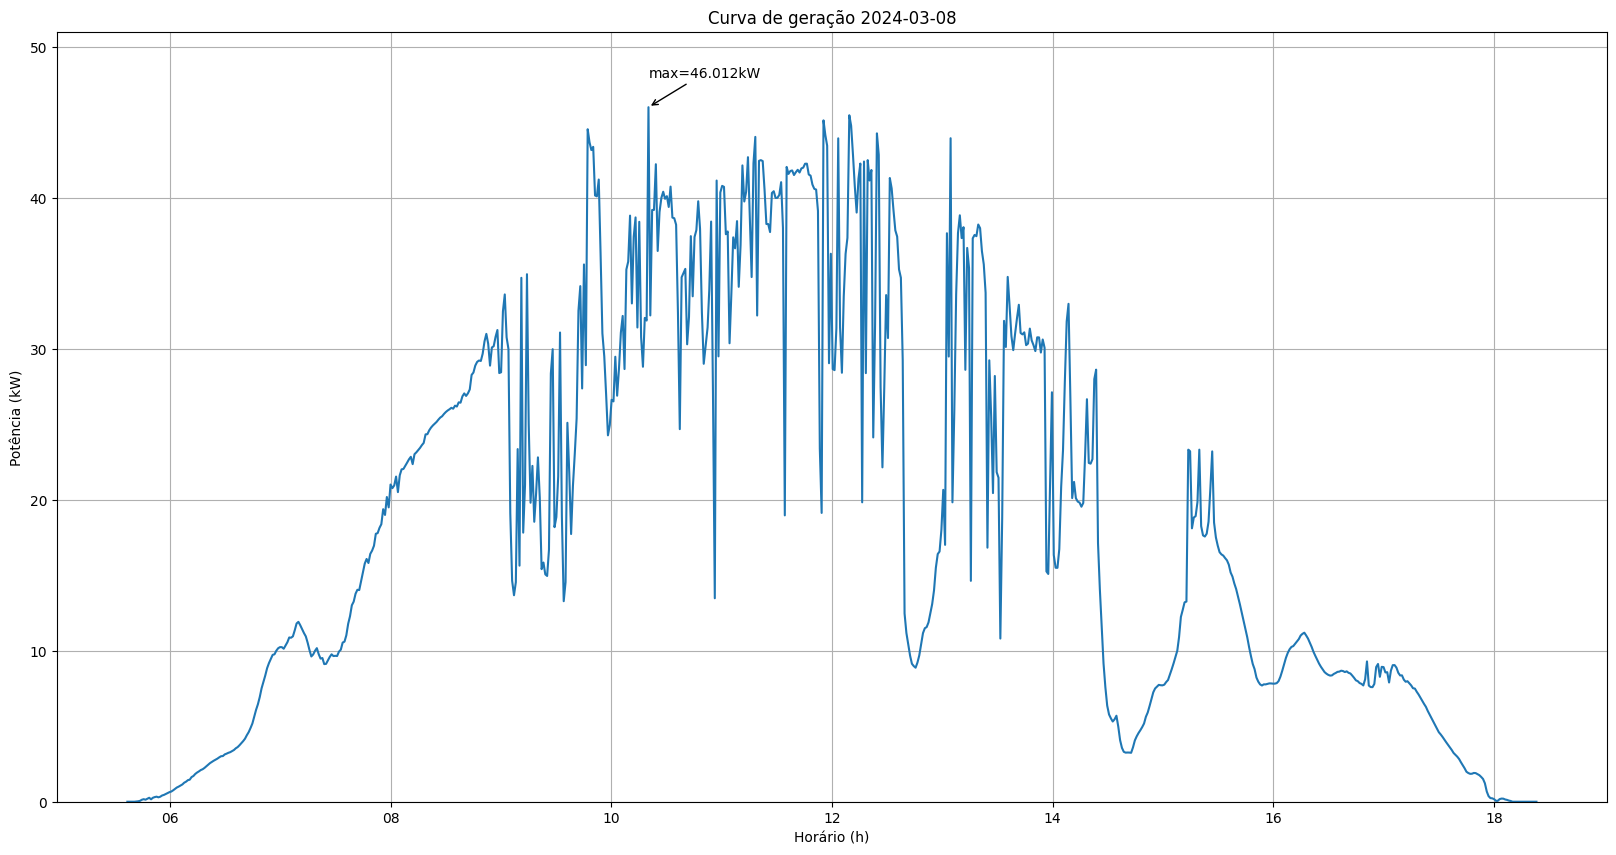 Curva de geração 2024-03-08
max=46.012kW
Potência (kW)
50
40
30
20
10
0
06 08 10 12 14 16 18
Horário (h)